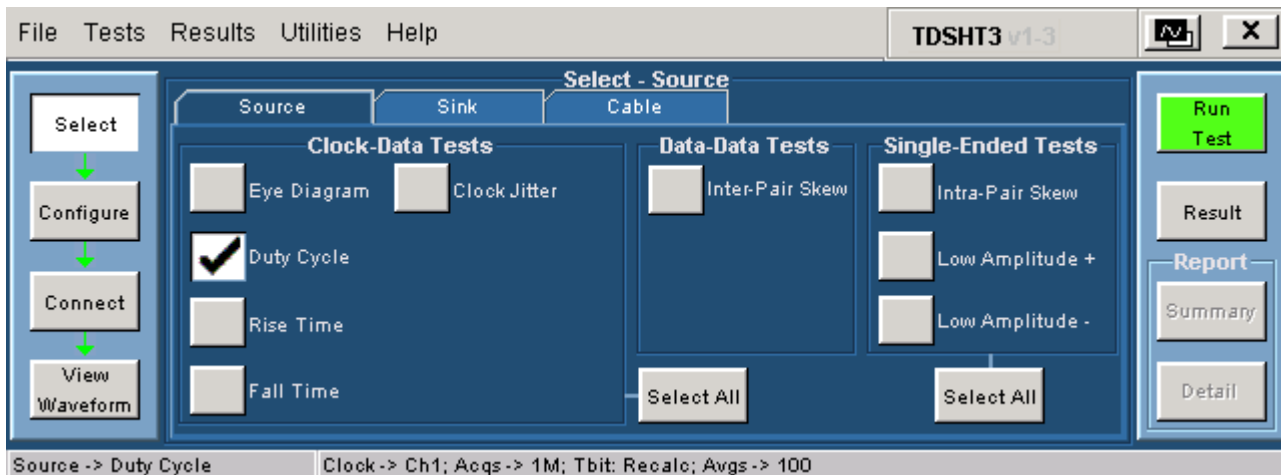 File Tests Results Utilities Help TDSHT3 v1-3
Select - Source
Select
Configure
Connect
View
Waveform
Source Sink Cable
Clock-Data Tests
Eye Diagram Clock Jitter
Duty Cycle
Rise Time
Fall Time
Data-Data Tests
Inter-Pair Skew
Select All
Single-Ended Tests
Intra-Pair Skew
Low Amplitude +
Low Amplitude -
Select All
Run
Test
Result
Report
Summary
Detail
Source -> Duty Cycle Clock -> Ch1; Acqs -> 1M; Tbit: Recalc; Avgs -> 100